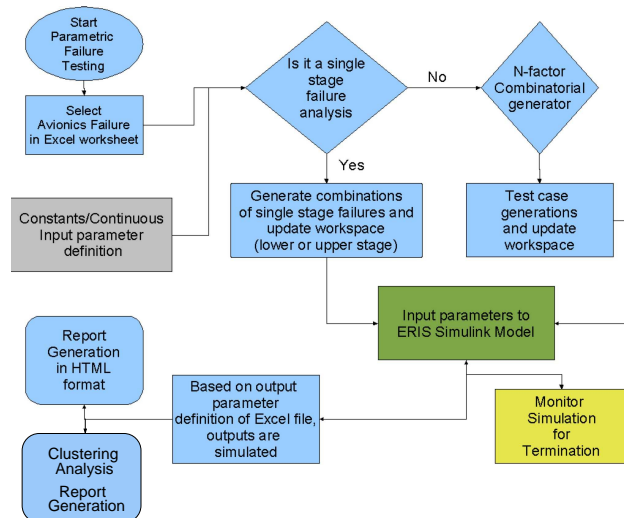 Start
Parametric
Failure
Testing
Select
Avionics Failure
in Excel worksheet
Is it a single
stage
failure
analysis
No
N-factor
Combinatorial
generator
Yes
Constants/Continuous
Input parameter
definition
Generate combinations
of single stage failures and
update workspace
(lower or upper stage)
Test case
generations
and update
workspace
Input parameters to
ERIS Simulink Model
Report
Generation
in HTML
format
Based on output
parameter
definition of Excel file,
outputs are
simulated
Monitor
Simulation
for
Termination
Clustering
Analysis
Report
Generation